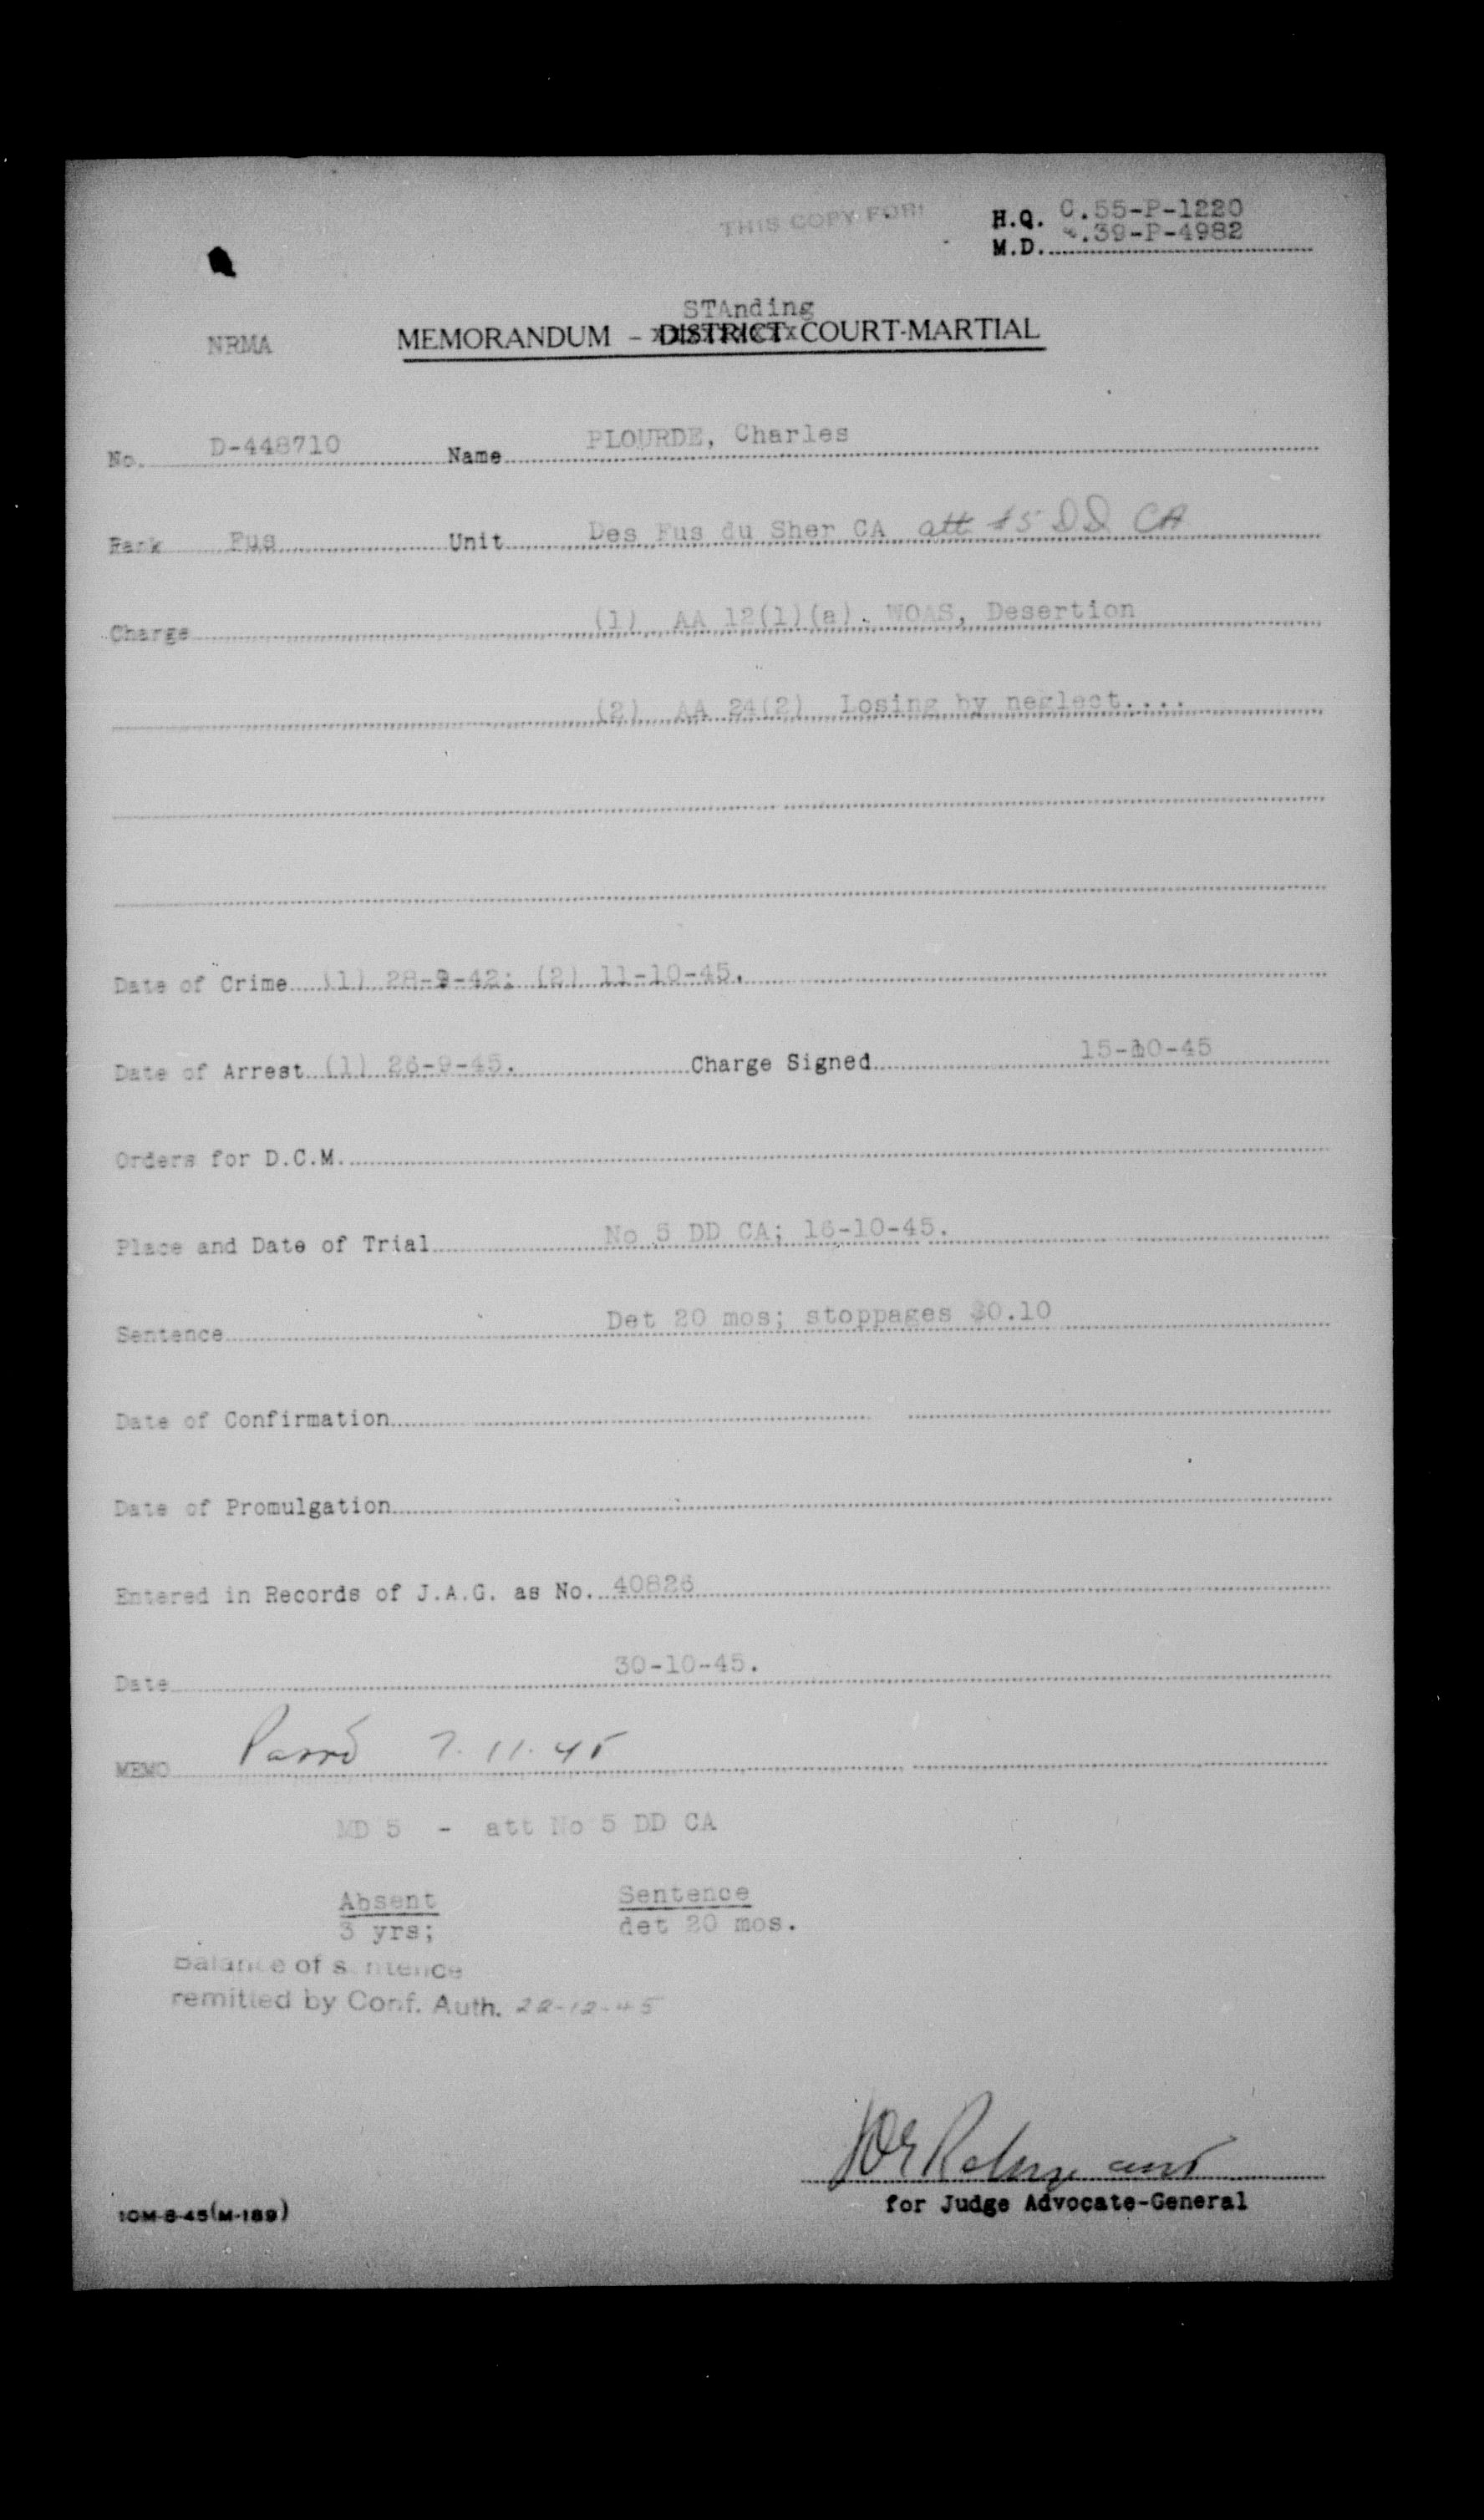 THIS COPY FOR:
H.Q. C.55-P-1220
M.D. .39-P-4982
STAnding
NRMA MEMORANDUM - DISTRICT COURT-MARTIAL
No. D-448710 Name PLOURDE, Charles
Rank Fus Unit Des Fus du Sher CA att #5 DD CA
Charge (1) AA 12(1)(a). WOAS, Desertion
(2) AA 24(2) Losing by neglect....
Date of Crime (1) 28-9-42; (2) 11-10-45.
Date of Arrest (1) 26-9-45. Charge Signed 15-10-45
Orders for D.C.M.
Place and Date of Trial No 5 DD CA; 16-10-45.
Sentence Det 20 mos; stoppages $0.10
Date of Confirmation
Date of Promulgation
Entered in Records of J.A.G. as No. 40826
Date 30-10-45.
MEMO 7.11.45
MD 5 - att No 5 DD CA
Absent Sentence
3 yrs; det 20 mos.
Balance of sentence
remitted by Conf. Auth. 22-12-45
for Judge Advocate-General
10M-8-45(M-189)